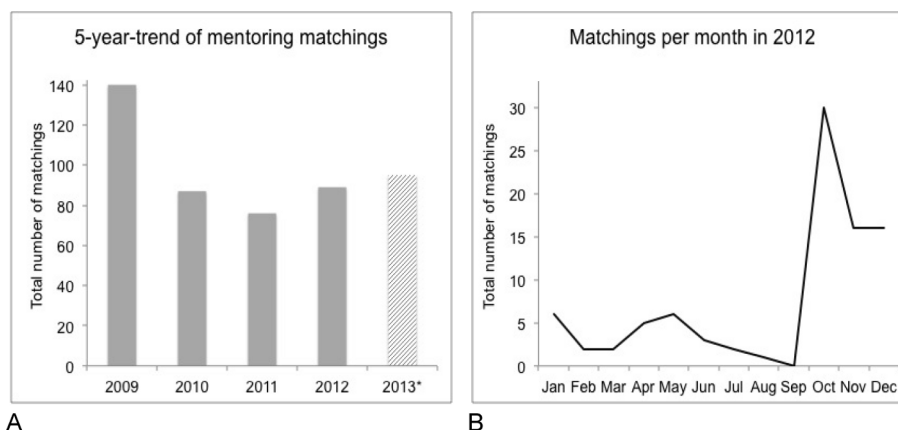 5-year-trend of mentoring matchings
Total number of matchings
140
120
100
80
60
40
20
0
2009 2010 2011 2012 2013*
A
Matchings per month in 2012
Total number of matchings
30
25
20
15
10
5
0
Jan Feb Mar Apr May Jun Jul Aug Sep Oct Nov Dec
B